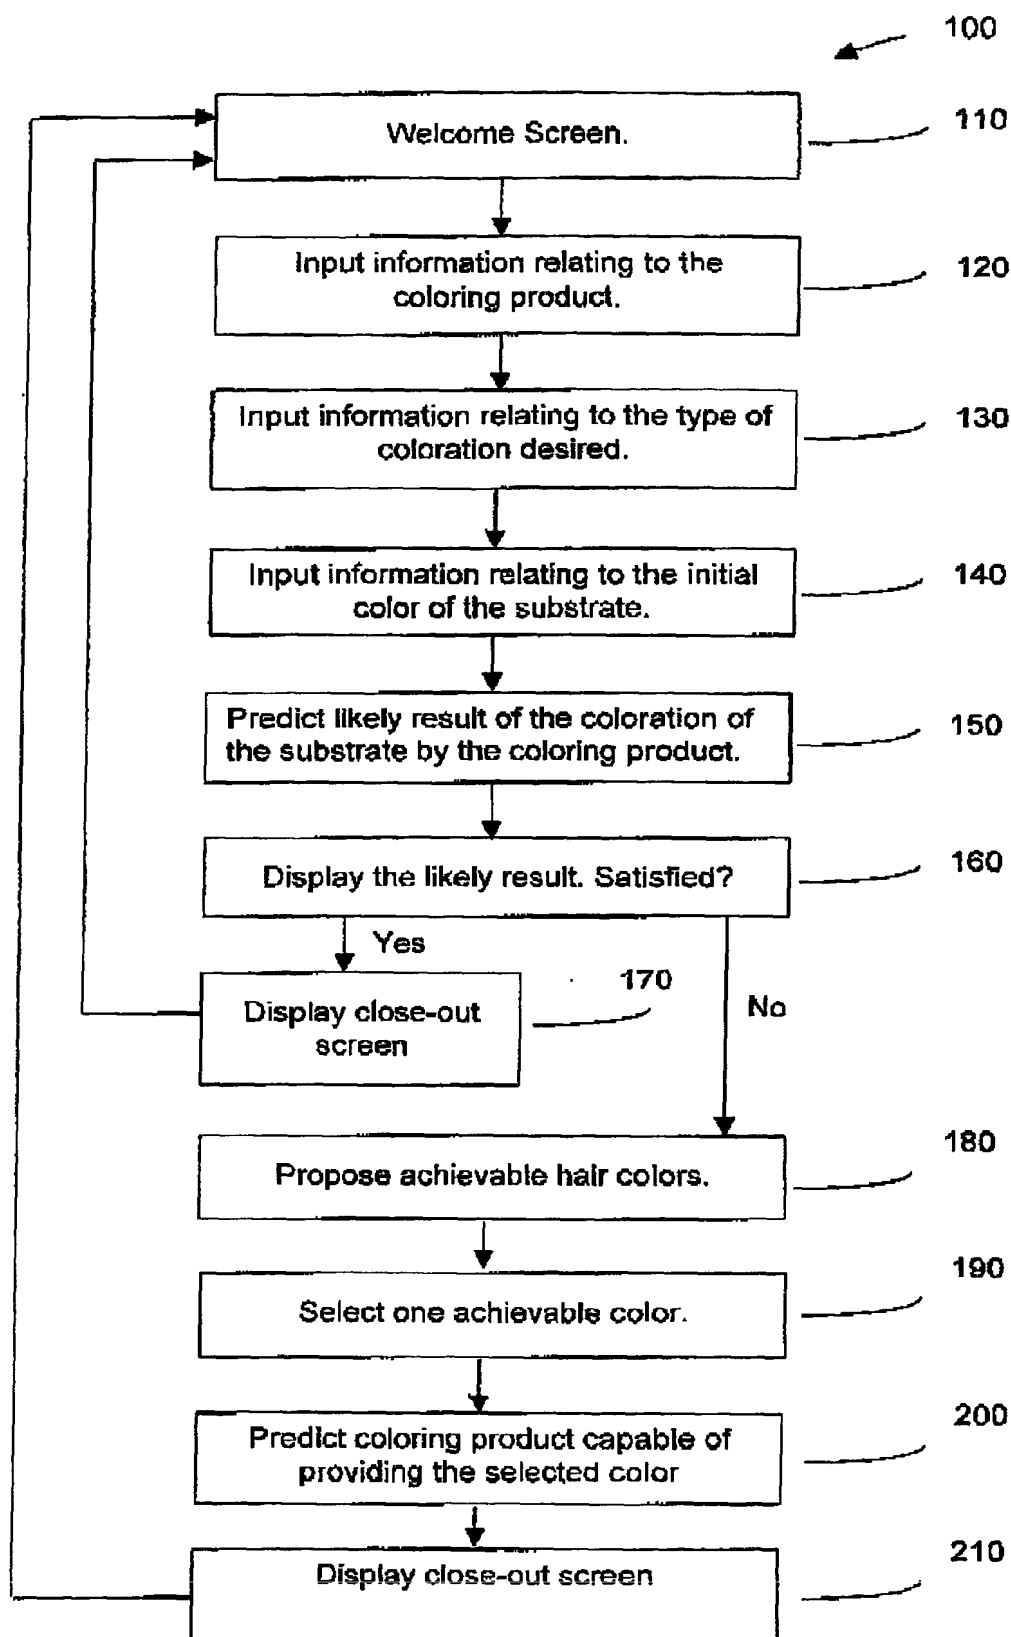 100
Welcome Screen.
110
Input information relating to the
coloring product.
120
Input information relating to the type of
coloration desired.
130
Input information relating to the initial
color of the substrate.
140
Predict likely result of the coloration of
the substrate by the coloring product.
150
Display the likely result. Satisfied?
160
Yes
170
Display close-out
screen
No
180
Propose achievable hair colors.
190
Select one achievable color.
200
Predict coloring product capable of
providing the selected color
210
Display close-out screen